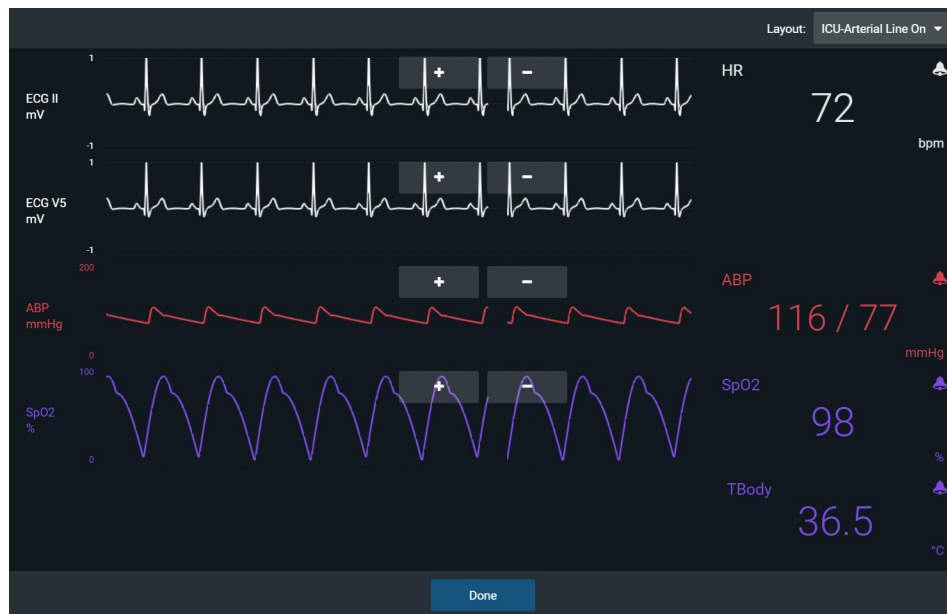 Layout: ICU-Arterial Line On
1
ECG II
mV
-1
+ −
HR
72
bpm
1
ECG V5
mV
-1
+ −
200
ABP
mmHg
0
+ −
ABP
116 / 77
mmHg
100
SpO2
%
0
+ −
SpO2
98
%
TBody
36.5
°C
Done